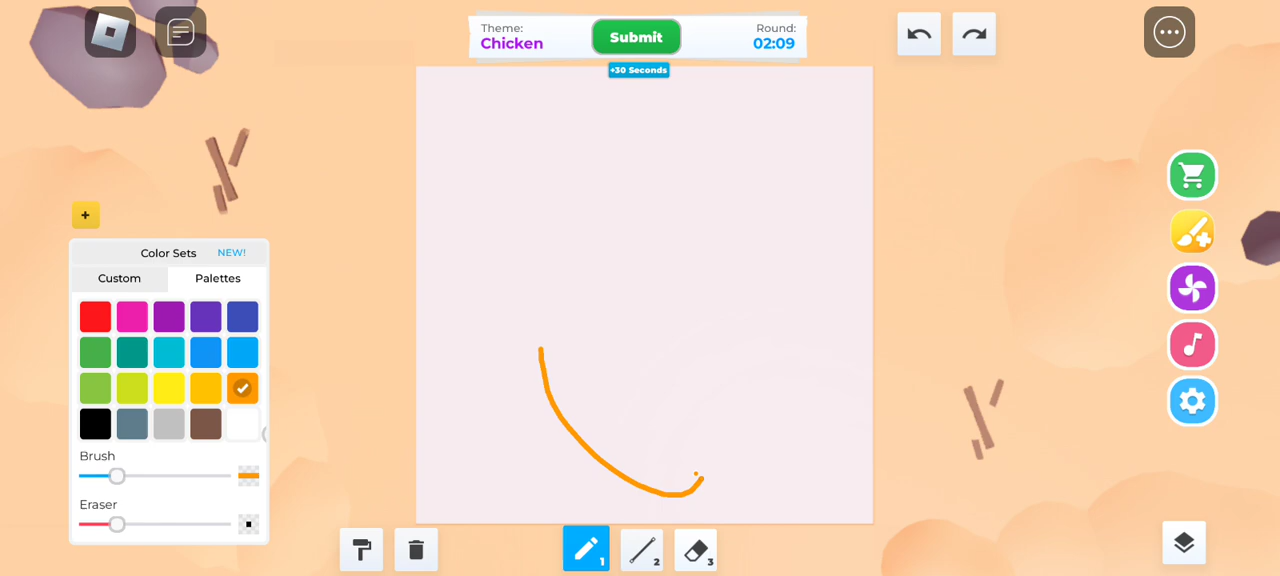 Theme:
Chicken
Submit
Round:
02:09
+30 Seconds
+
Color Sets NEW!
Custom Palettes
Brush
Eraser
1
2
3